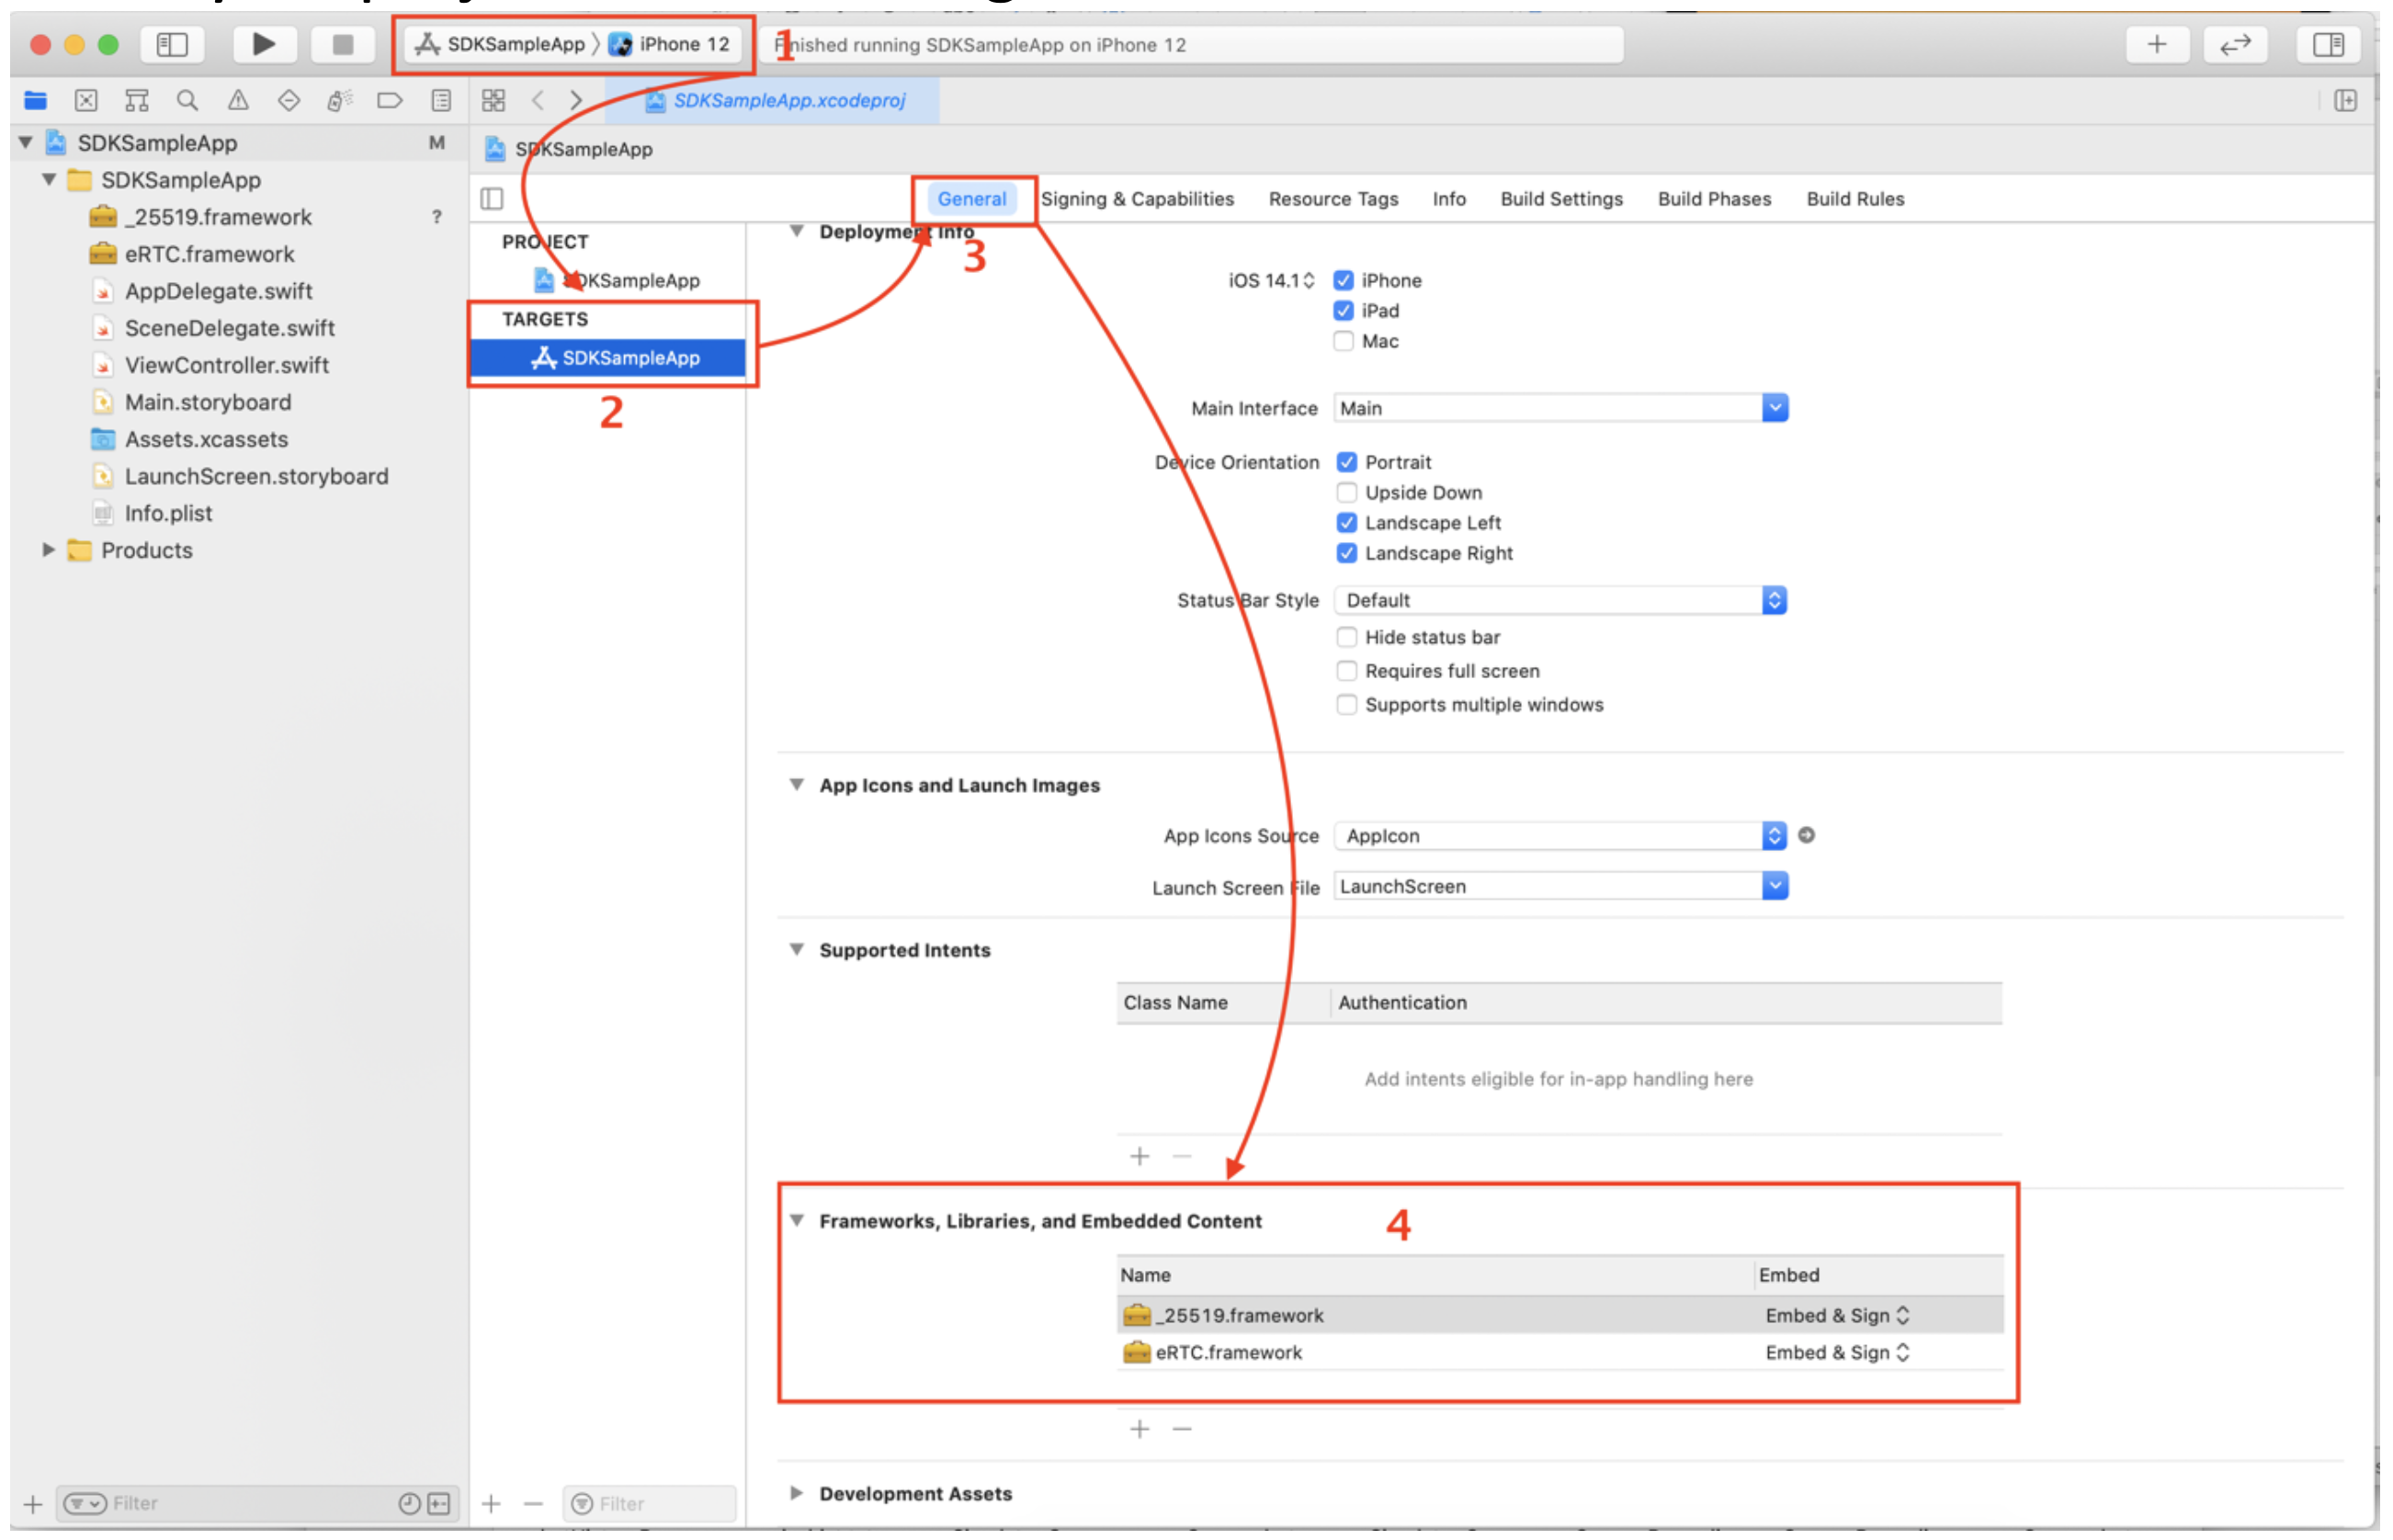 SDKSampleApp 〉 iPhone 12
1
Finished running SDKSampleApp on iPhone 12
SDKSampleApp.xcodeproj
SDKSampleApp M
SDKSampleApp
_25519.framework ?
eRTC.framework
AppDelegate.swift
SceneDelegate.swift
ViewController.swift
Main.storyboard
Assets.xcassets
LaunchScreen.storyboard
Info.plist
Products
Filter
SDKSampleApp
General Signing & Capabilities Resource Tags Info Build Settings Build Phases Build Rules
3
PROJECT
SDKSampleApp
TARGETS
SDKSampleApp
2
Filter
Deployment Info
iOS 14.1 iPhone
iPad
Mac
Main Interface Main
Device Orientation Portrait
Upside Down
Landscape Left
Landscape Right
Status Bar Style Default
Hide status bar
Requires full screen
Supports multiple windows
App Icons and Launch Images
App Icons Source AppIcon
Launch Screen File LaunchScreen
Supported Intents
Class Name Authentication
Add intents eligible for in-app handling here
+ −
Frameworks, Libraries, and Embedded Content 4
Name Embed
_25519.framework Embed & Sign
eRTC.framework Embed & Sign
+ −
Development Assets